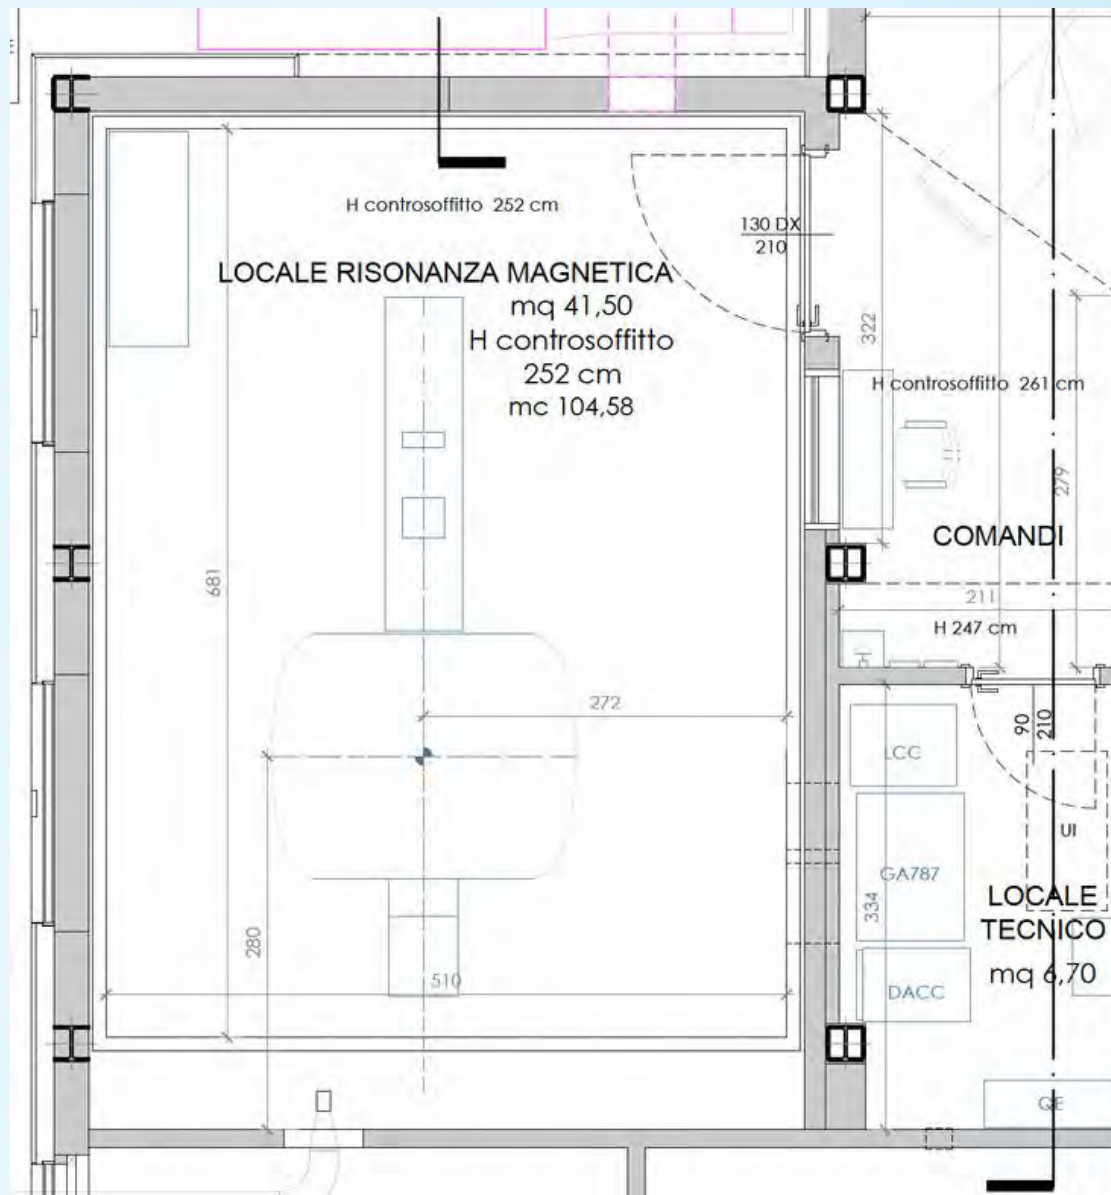 H controsoffitto 252 cm
130 DX
210
LOCALE RISONANZA MAGNETICA
mq 41,50
H controsoffitto
252 cm
mc 104,58
322
H controsoffitto 261 cm
279
COMANDI
681
211
H 247 cm
272
90
210
LCC
UI
GA787
334
LOCALE
TECNICO
mq 6,70
280
510
DACC
QE